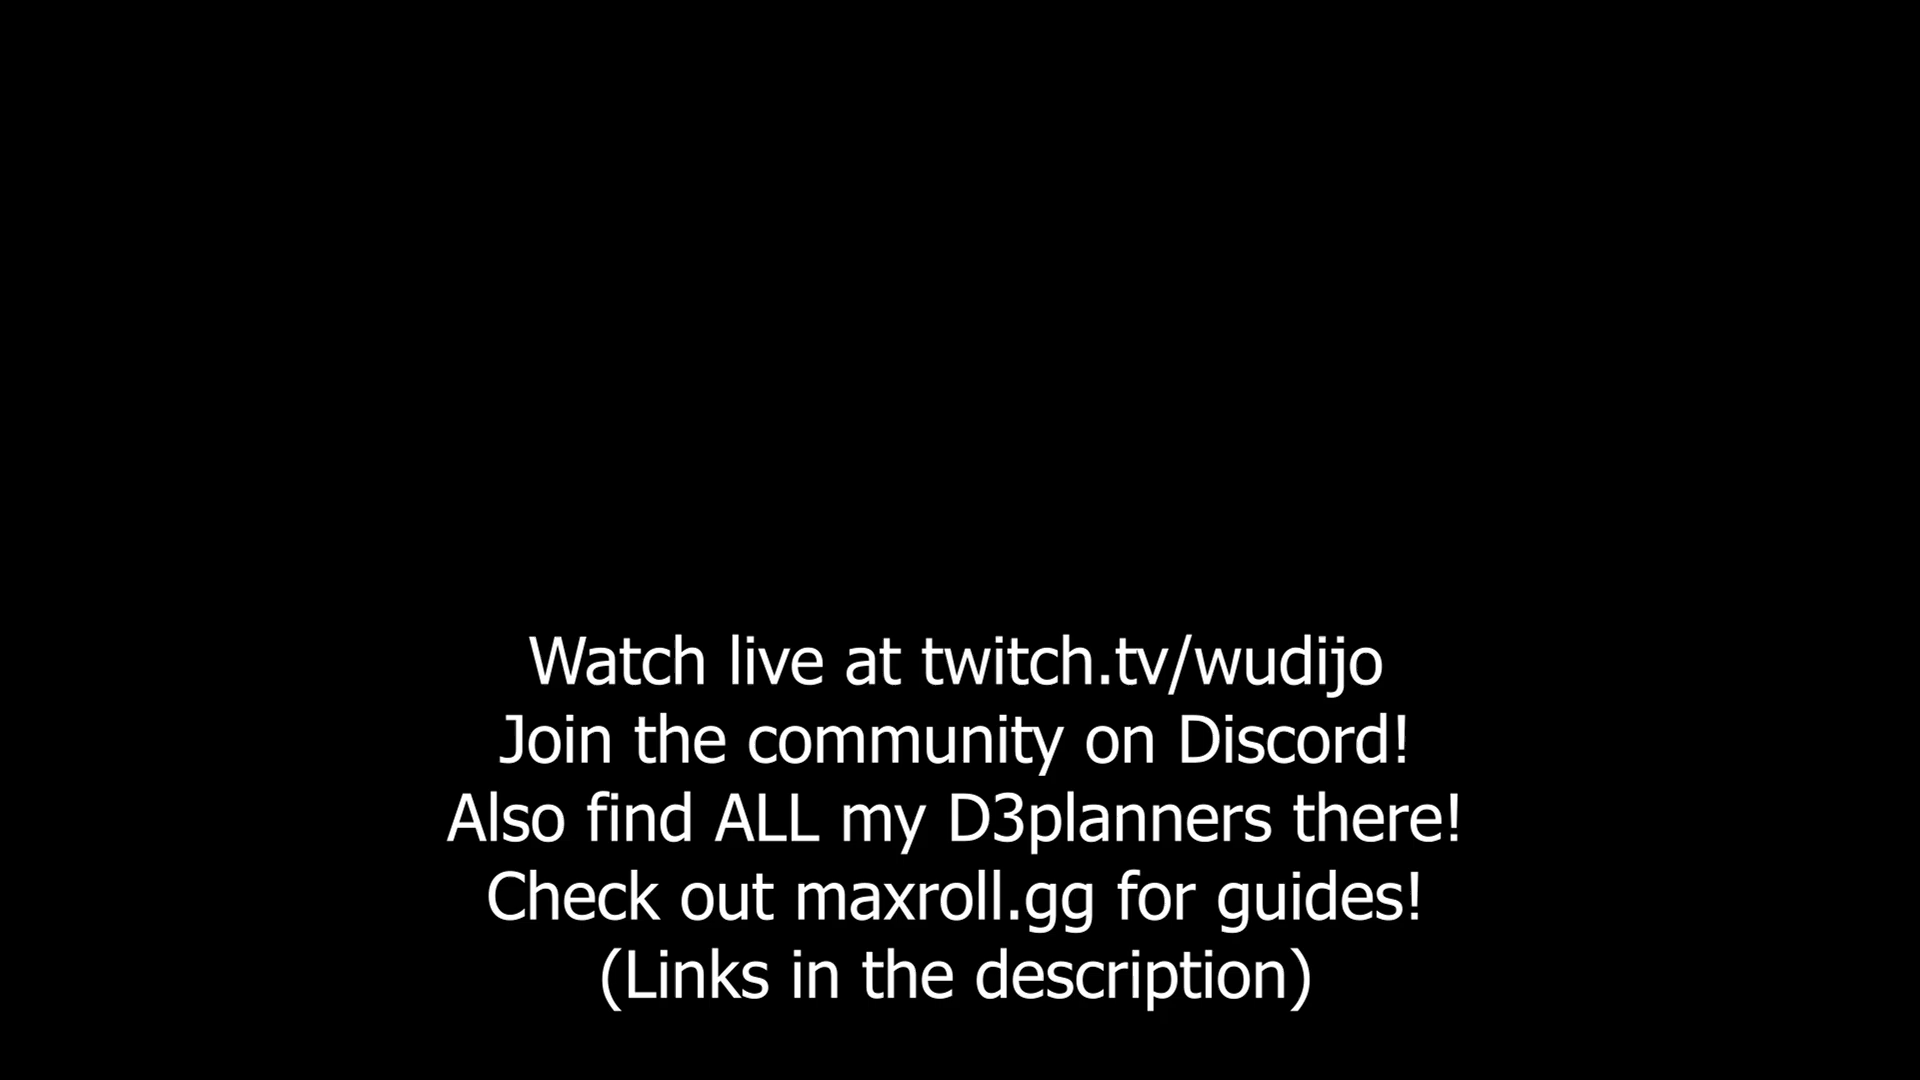 Watch live at twitch.tv/wudijo
Join the community on Discord!
Also find ALL my D3planners there!
Check out maxroll.gg for guides!
(Links in the description)